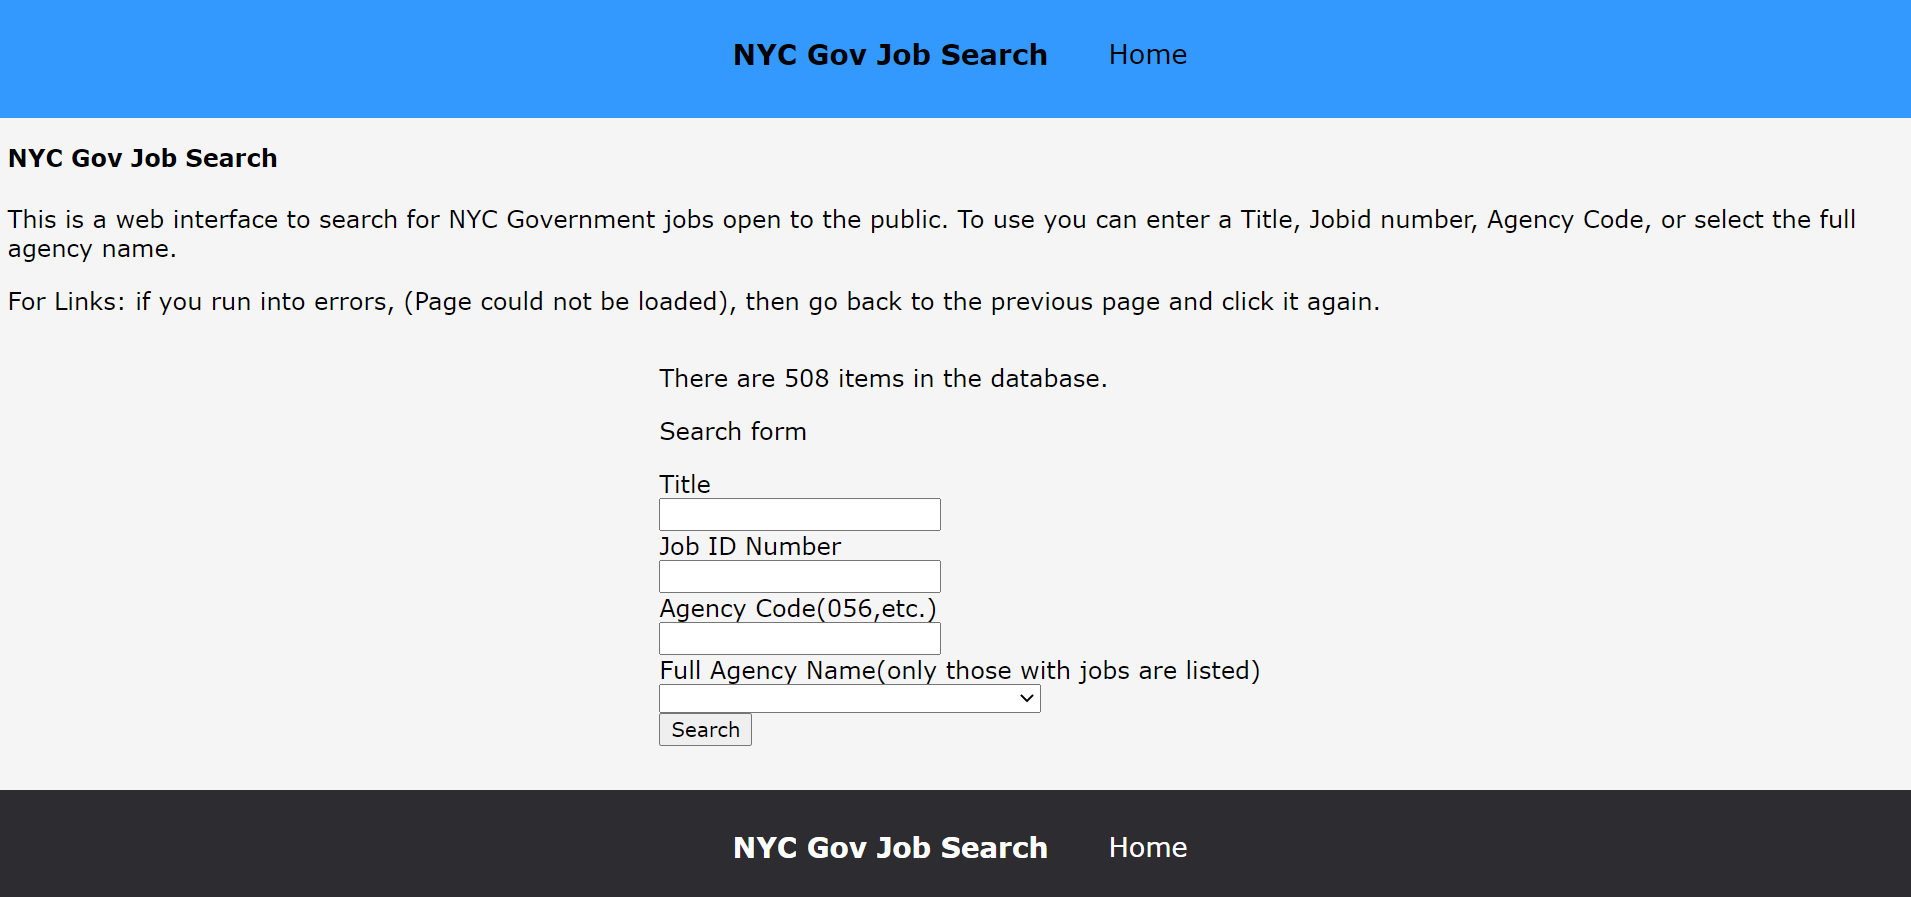 NYC Gov Job Search Home
NYC Gov Job Search
This is a web interface to search for NYC Government jobs open to the public. To use you can enter a Title, Jobid number, Agency Code, or select the full
agency name.
For Links: if you run into errors, (Page could not be loaded), then go back to the previous page and click it again.
There are 508 items in the database.
Search form
Title
Job ID Number
Agency Code(056,etc.)
Full Agency Name(only those with jobs are listed)
Search
NYC Gov Job Search Home